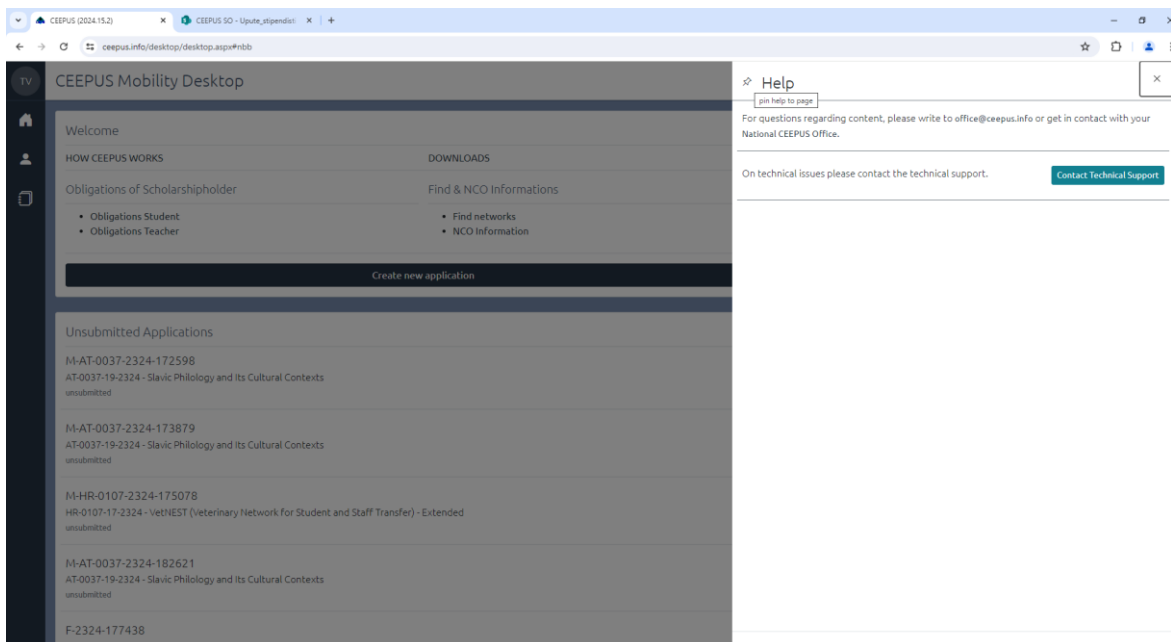 CEEPUS (2024.15.2)
CEEPUS SO - Upute_stipendisti
ceepus.info/desktop/desktop.aspx#nbb
TV
CEEPUS Mobility Desktop
Welcome
HOW CEEPUS WORKS
DOWNLOADS
Obligations of Scholarshipholder
Find & NCO Informations
Obligations Student
Obligations Teacher
Find networks
NCO Information
Create new application
Unsubmitted Applications
M-AT-0037-2324-172598
AT-0037-19-2324 - Slavic Philology and Its Cultural Contexts
unsubmitted
M-AT-0037-2324-173879
AT-0037-19-2324 - Slavic Philology and Its Cultural Contexts
unsubmitted
M-HR-0107-2324-175078
HR-0107-17-2324 - VetNEST (Veterinary Network for Student and Staff Transfer) - Extended
unsubmitted
M-AT-0037-2324-182621
AT-0037-19-2324 - Slavic Philology and Its Cultural Contexts
unsubmitted
F-2324-177438
Help
pin help to page
For questions regarding content, please write to office@ceepus.info or get in contact with your
National CEEPUS Office.
On technical issues please contact the technical support.
Contact Technical Support